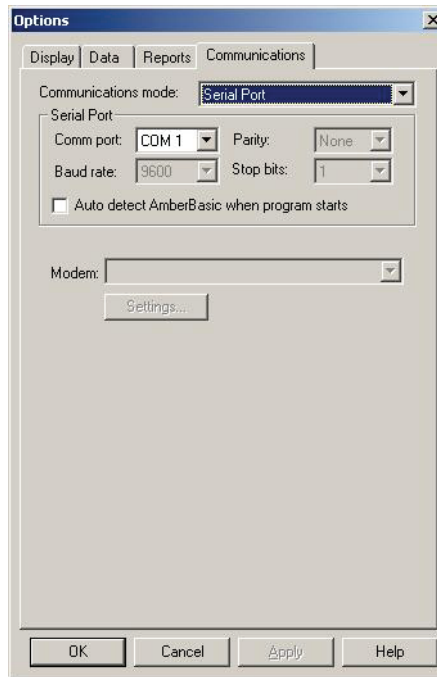 Options
Display Data Reports Communications
Communications mode: Serial Port
Serial Port
Comm port: COM 1 Parity: None
Baud rate: 9600 Stop bits: 1
Auto detect AmberBasic when program starts
Modem:
Settings...
OK Cancel Apply Help